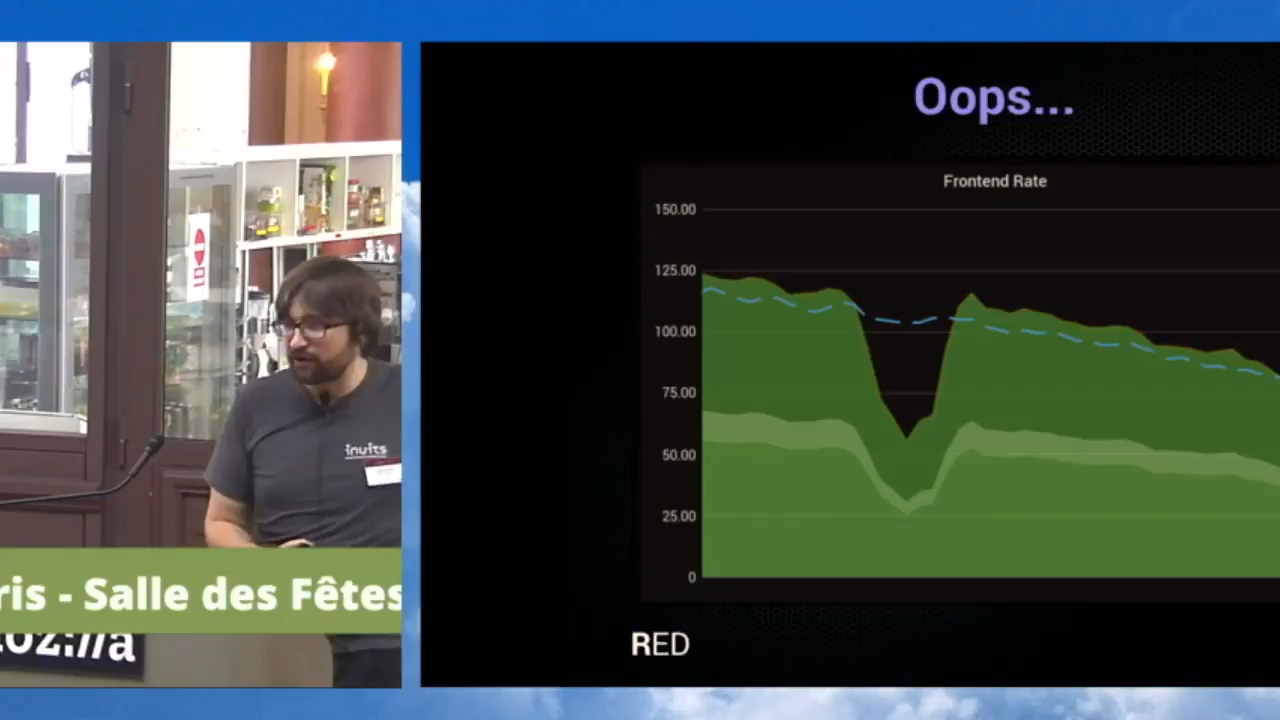 Oops...
Frontend Rate
150.00
125.00
100.00
75.00
50.00
25.00
0
RED
inuits
ris - Salle des Fêtes
oz://a